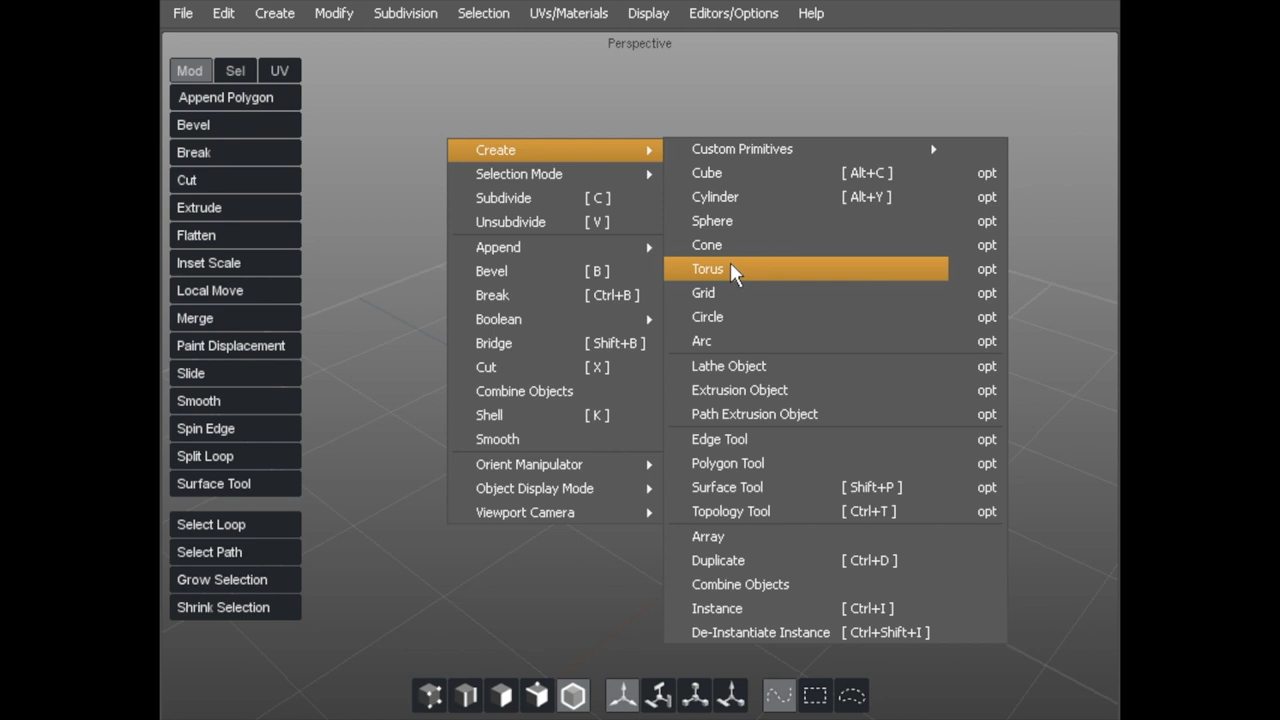 File Edit Create Modify Subdivision Selection UVs/Materials Display Editors/Options Help
Perspective
Mod Sel UV
Append Polygon
Bevel
Break
Cut
Extrude
Flatten
Inset Scale
Local Move
Merge
Paint Displacement
Slide
Smooth
Spin Edge
Split Loop
Surface Tool
Select Loop
Select Path
Grow Selection
Shrink Selection
Create
Selection Mode
Subdivide [ C ]
Unsubdivide [ V ]
Append
Bevel [ B ]
Break [ Ctrl+B ]
Boolean
Bridge [ Shift+B ]
Cut [ X ]
Combine Objects
Shell [ K ]
Smooth
Orient Manipulator
Object Display Mode
Viewport Camera
Custom Primitives
Cube [ Alt+C ] opt
Cylinder [ Alt+Y ] opt
Sphere opt
Cone opt
Torus opt
Grid opt
Circle opt
Arc opt
Lathe Object opt
Extrusion Object opt
Path Extrusion Object opt
Edge Tool opt
Polygon Tool opt
Surface Tool [ Shift+P ] opt
Topology Tool [ Ctrl+T ] opt
Array
Duplicate [ Ctrl+D ]
Combine Objects
Instance [ Ctrl+I ]
De-Instantiate Instance [ Ctrl+Shift+I ]